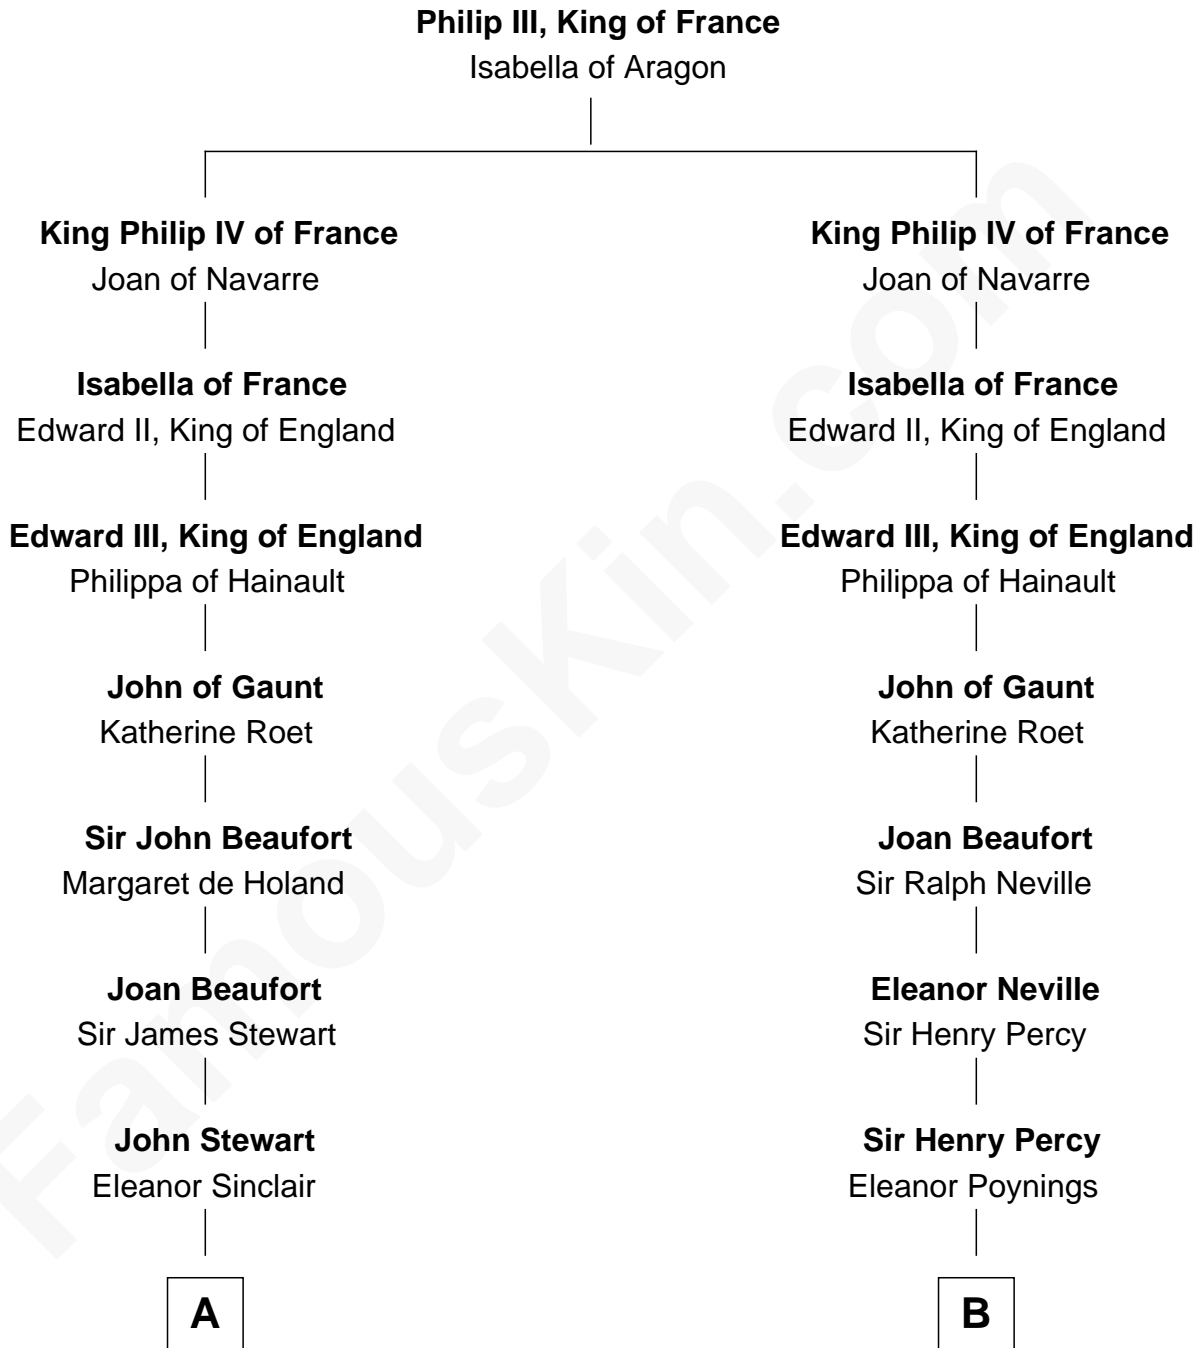 Philip III, King of France
Isabella of Aragon
King Philip IV of France
Joan of Navarre
Isabella of France
Edward II, King of England
Edward III, King of England
Philippa of Hainault
John of Gaunt
Katherine Roet
Sir John Beaufort
Margaret de Holand
Joan Beaufort
Sir James Stewart
John Stewart
Eleanor Sinclair
A
King Philip IV of France
Joan of Navarre
Isabella of France
Edward II, King of England
Edward III, King of England
Philippa of Hainault
John of Gaunt
Katherine Roet
Joan Beaufort
Sir Ralph Neville
Eleanor Neville
Sir Henry Percy
Sir Henry Percy
Eleanor Poynings
B
FamousKin.com